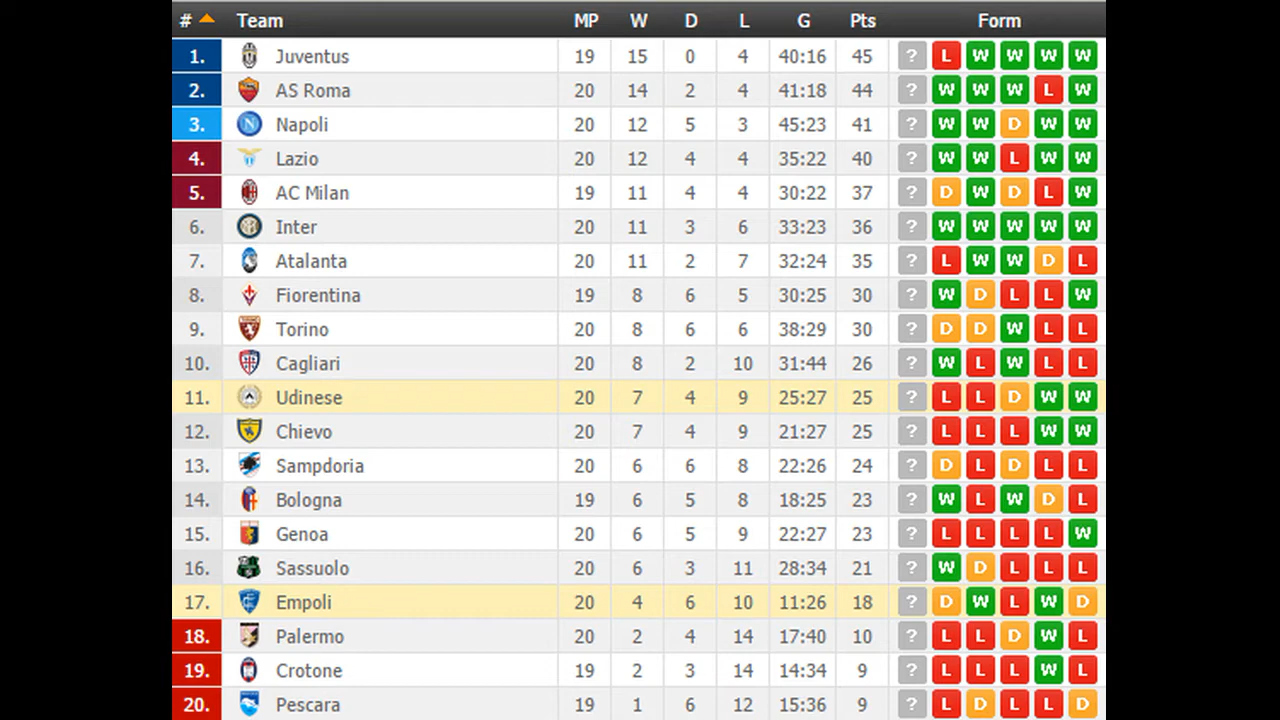 # Team MP W D L G Pts Form
1. Juventus 19 15 0 4 40:16 45 ? L W W W W
2. AS Roma 20 14 2 4 41:18 44 ? W W W L W
3. Napoli 20 12 5 3 45:23 41 ? W W D W W
4. Lazio 20 12 4 4 35:22 40 ? W W L W W
5. AC Milan 19 11 4 4 30:22 37 ? D W D L W
6. Inter 20 11 3 6 33:23 36 ? W W W W W
7. Atalanta 20 11 2 7 32:24 35 ? L W W D L
8. Fiorentina 19 8 6 5 30:25 30 ? W D L L W
9. Torino 20 8 6 6 38:29 30 ? D D W L L
10. Cagliari 20 8 2 10 31:44 26 ? W L W L L
11. Udinese 20 7 4 9 25:27 25 ? L L D W W
12. Chievo 20 7 4 9 21:27 25 ? L L L W W
13. Sampdoria 20 6 6 8 22:26 24 ? D L D L L
14. Bologna 19 6 5 8 18:25 23 ? W L W D L
15. Genoa 20 6 5 9 22:27 23 ? L L L L W
16. Sassuolo 20 6 3 11 28:34 21 ? W D L L L
17. Empoli 20 4 6 10 11:26 18 ? D W L W D
18. Palermo 20 2 4 14 17:40 10 ? L L D W L
19. Crotone 19 2 3 14 14:34 9 ? L L L W L
20. Pescara 19 1 6 12 15:36 9 ? L D L L D